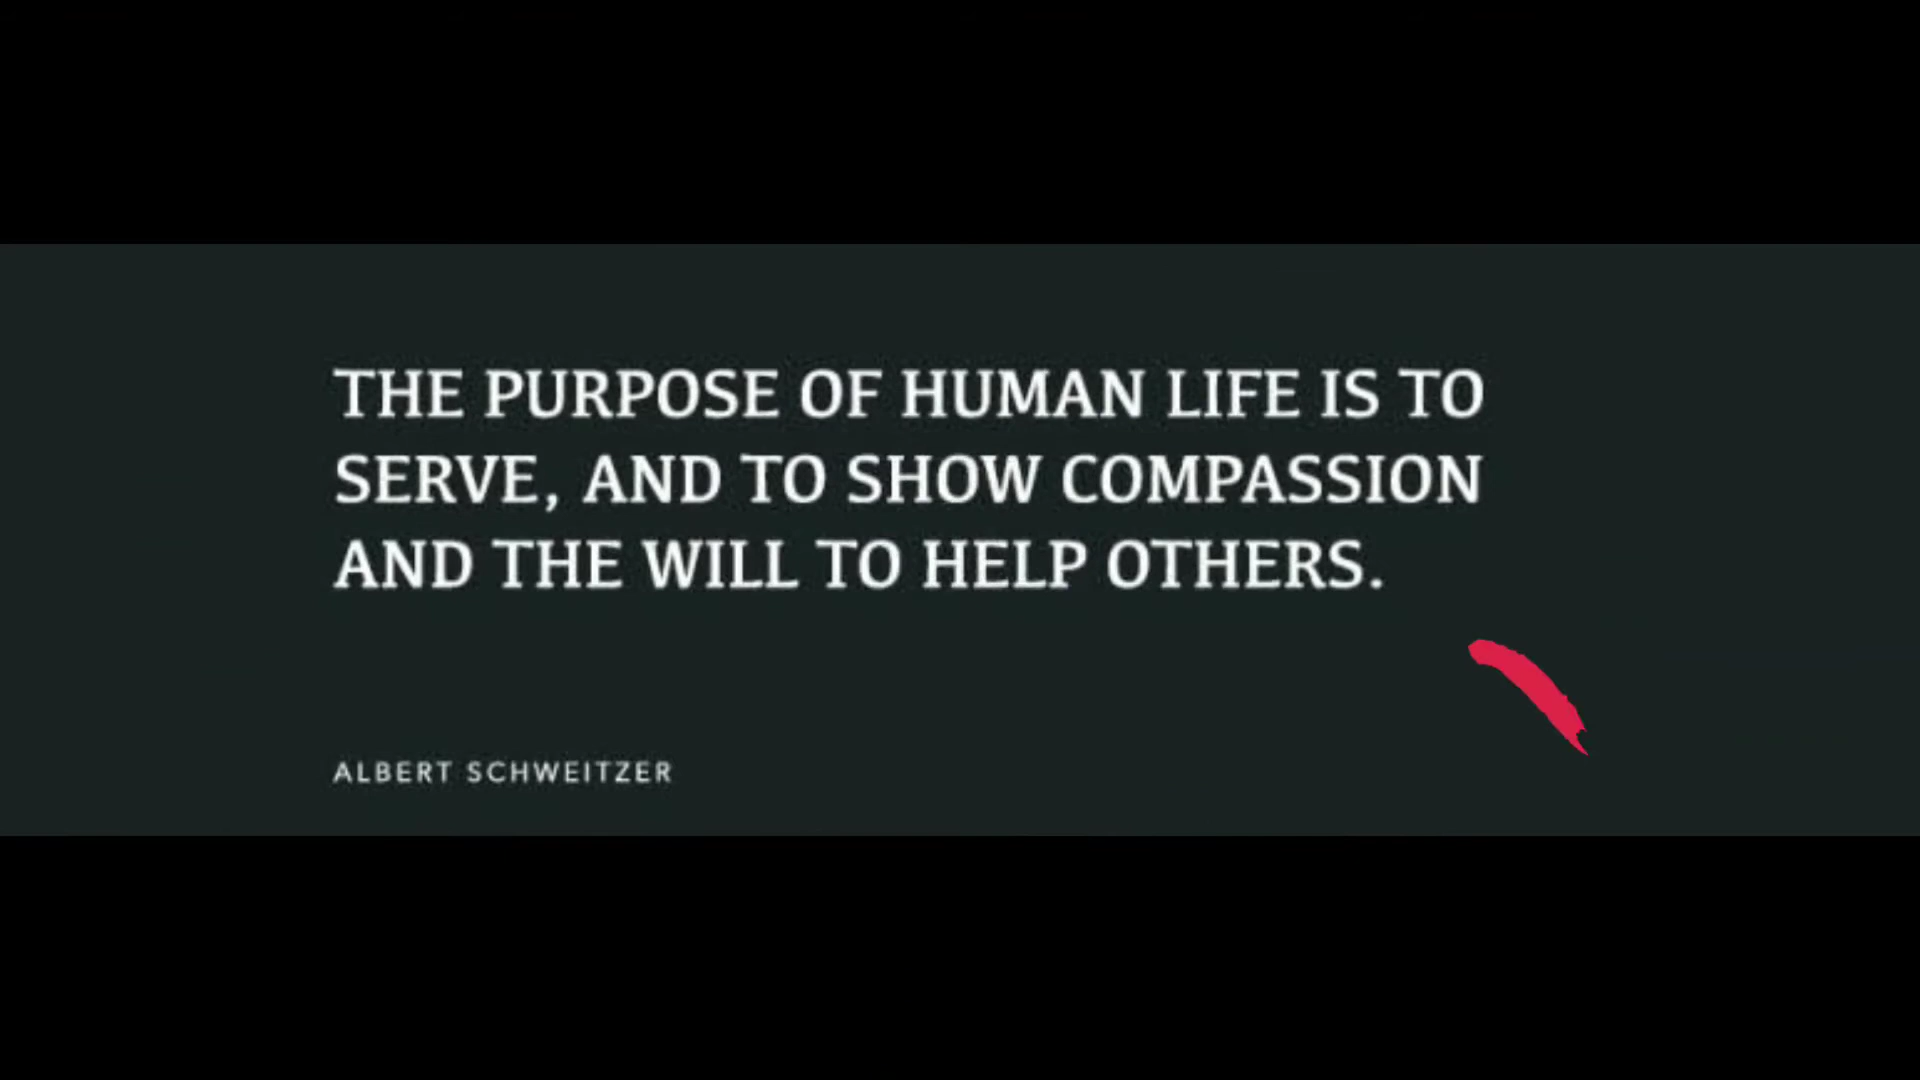 THE PURPOSE OF HUMAN LIFE IS TO
SERVE, AND TO SHOW COMPASSION
AND THE WILL TO HELP OTHERS.
ALBERT SCHWEITZER